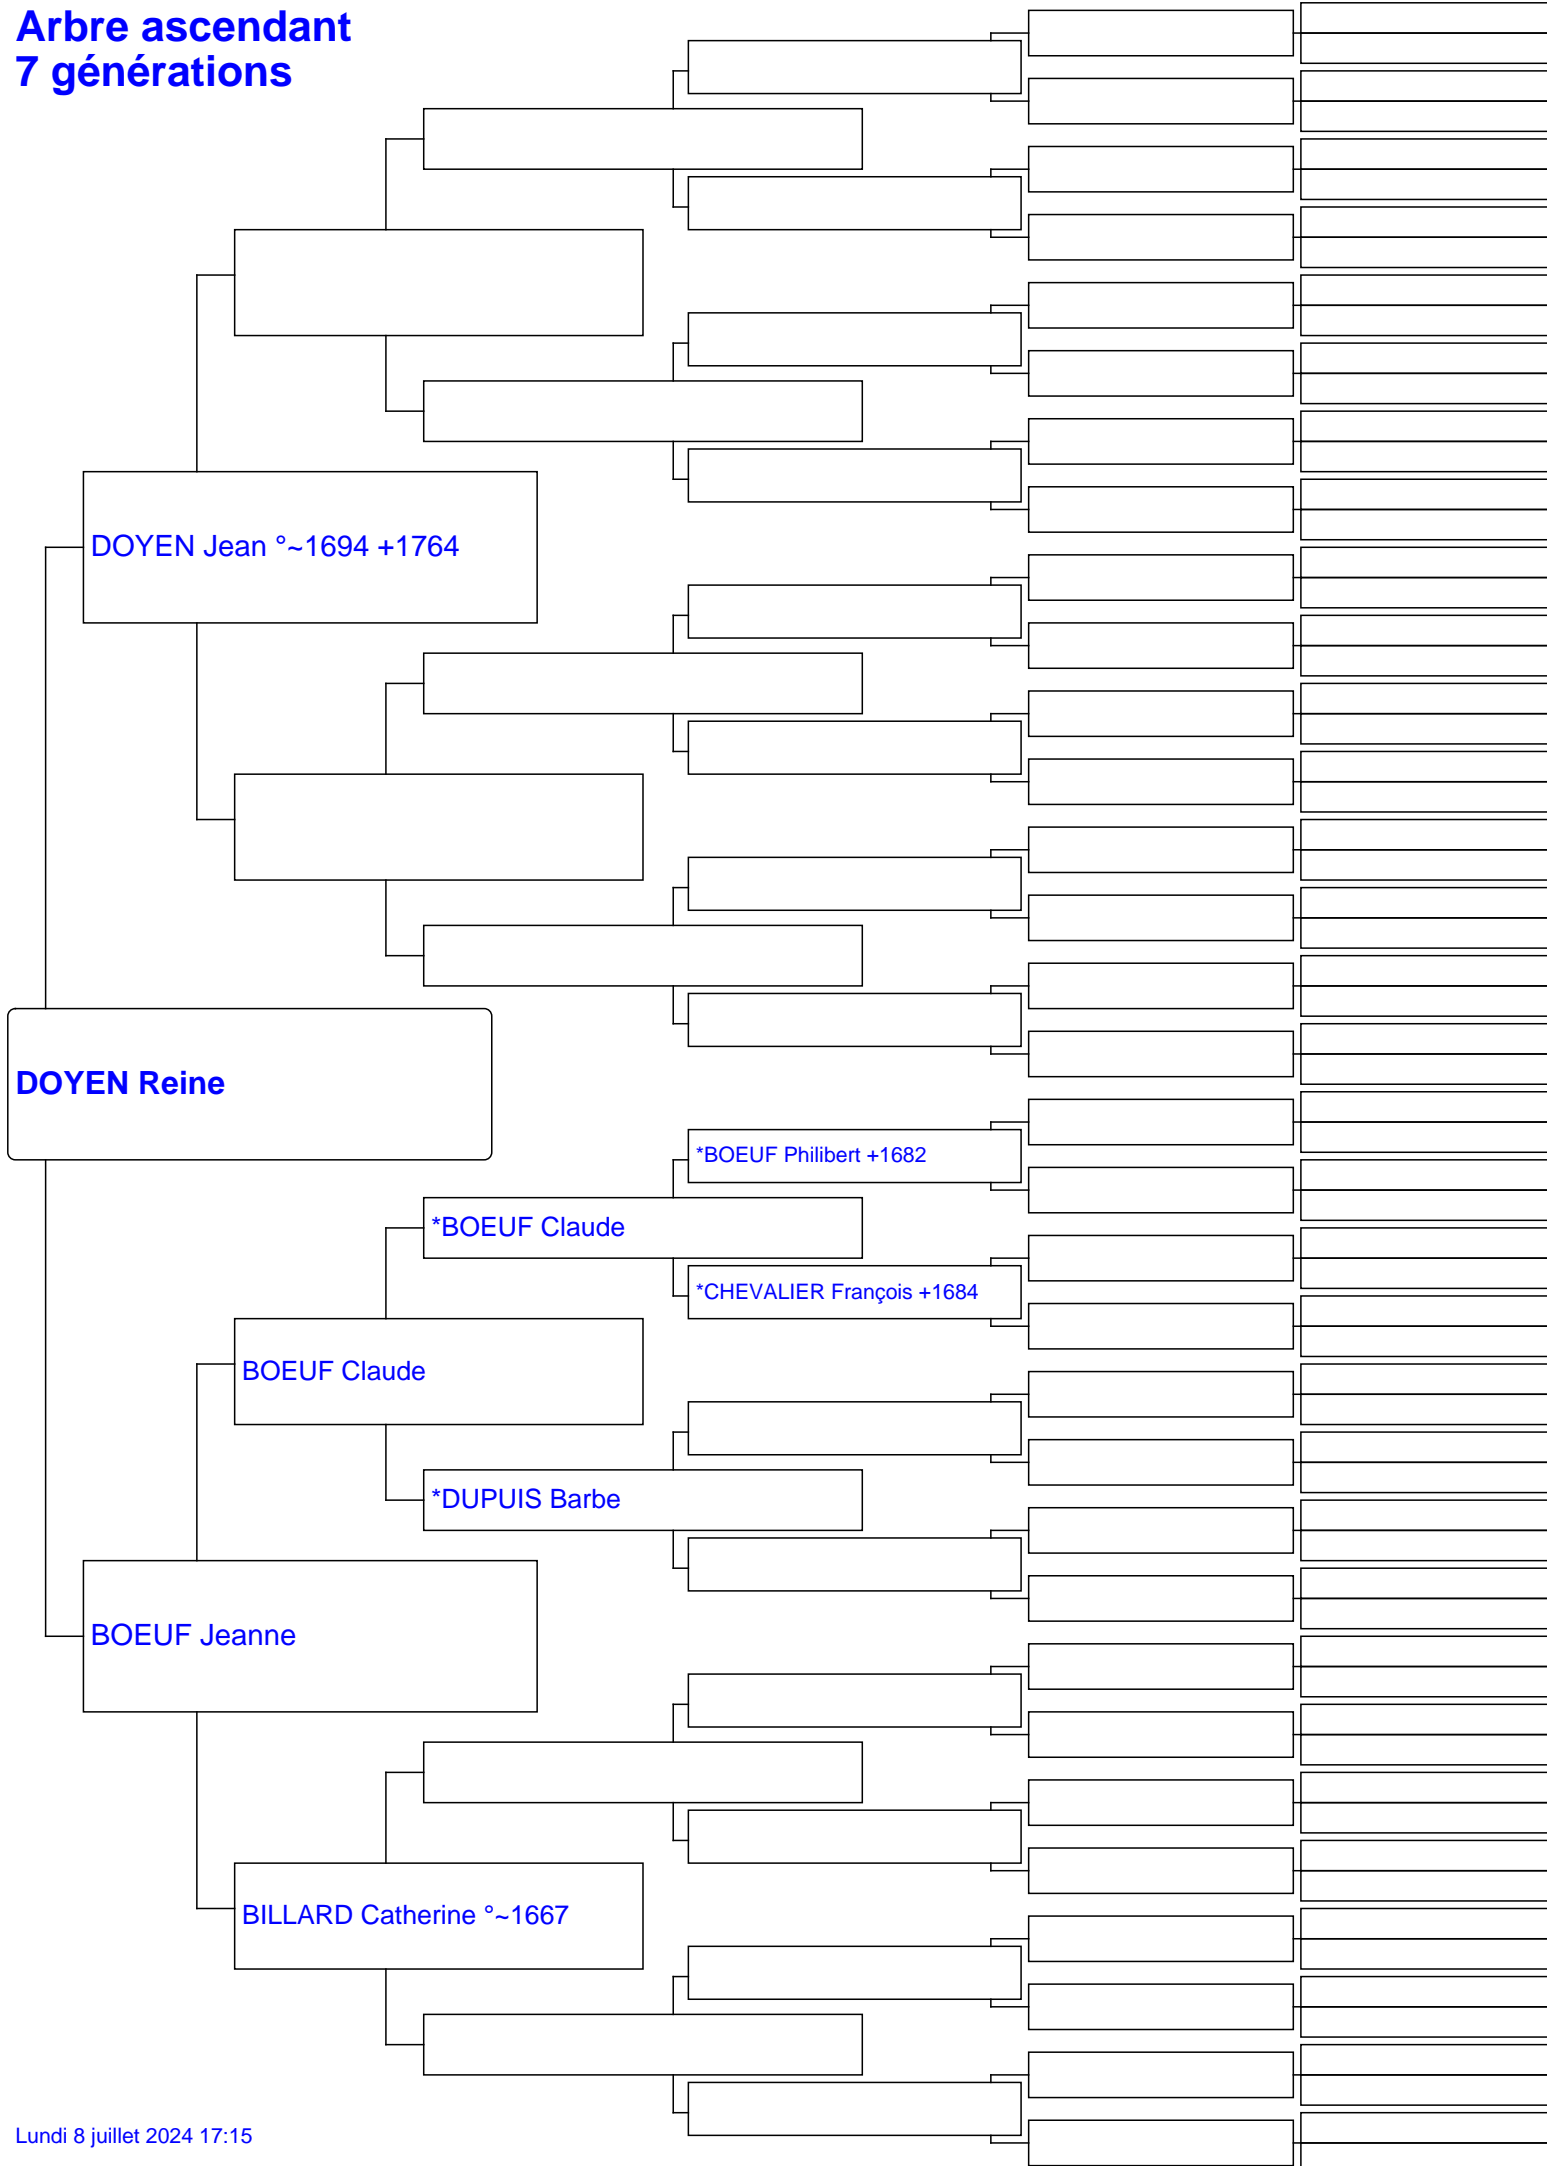 Arbre ascendant
7 générations
DOYEN Jean °~1694 +1764
DOYEN Reine
*BOEUF Philibert +1682
*BOEUF Claude
*CHEVALIER François +1684
BOEUF Claude
*DUPUIS Barbe
BOEUF Jeanne
BILLARD Catherine °~1667
Lundi 8 juillet 2024 17:15